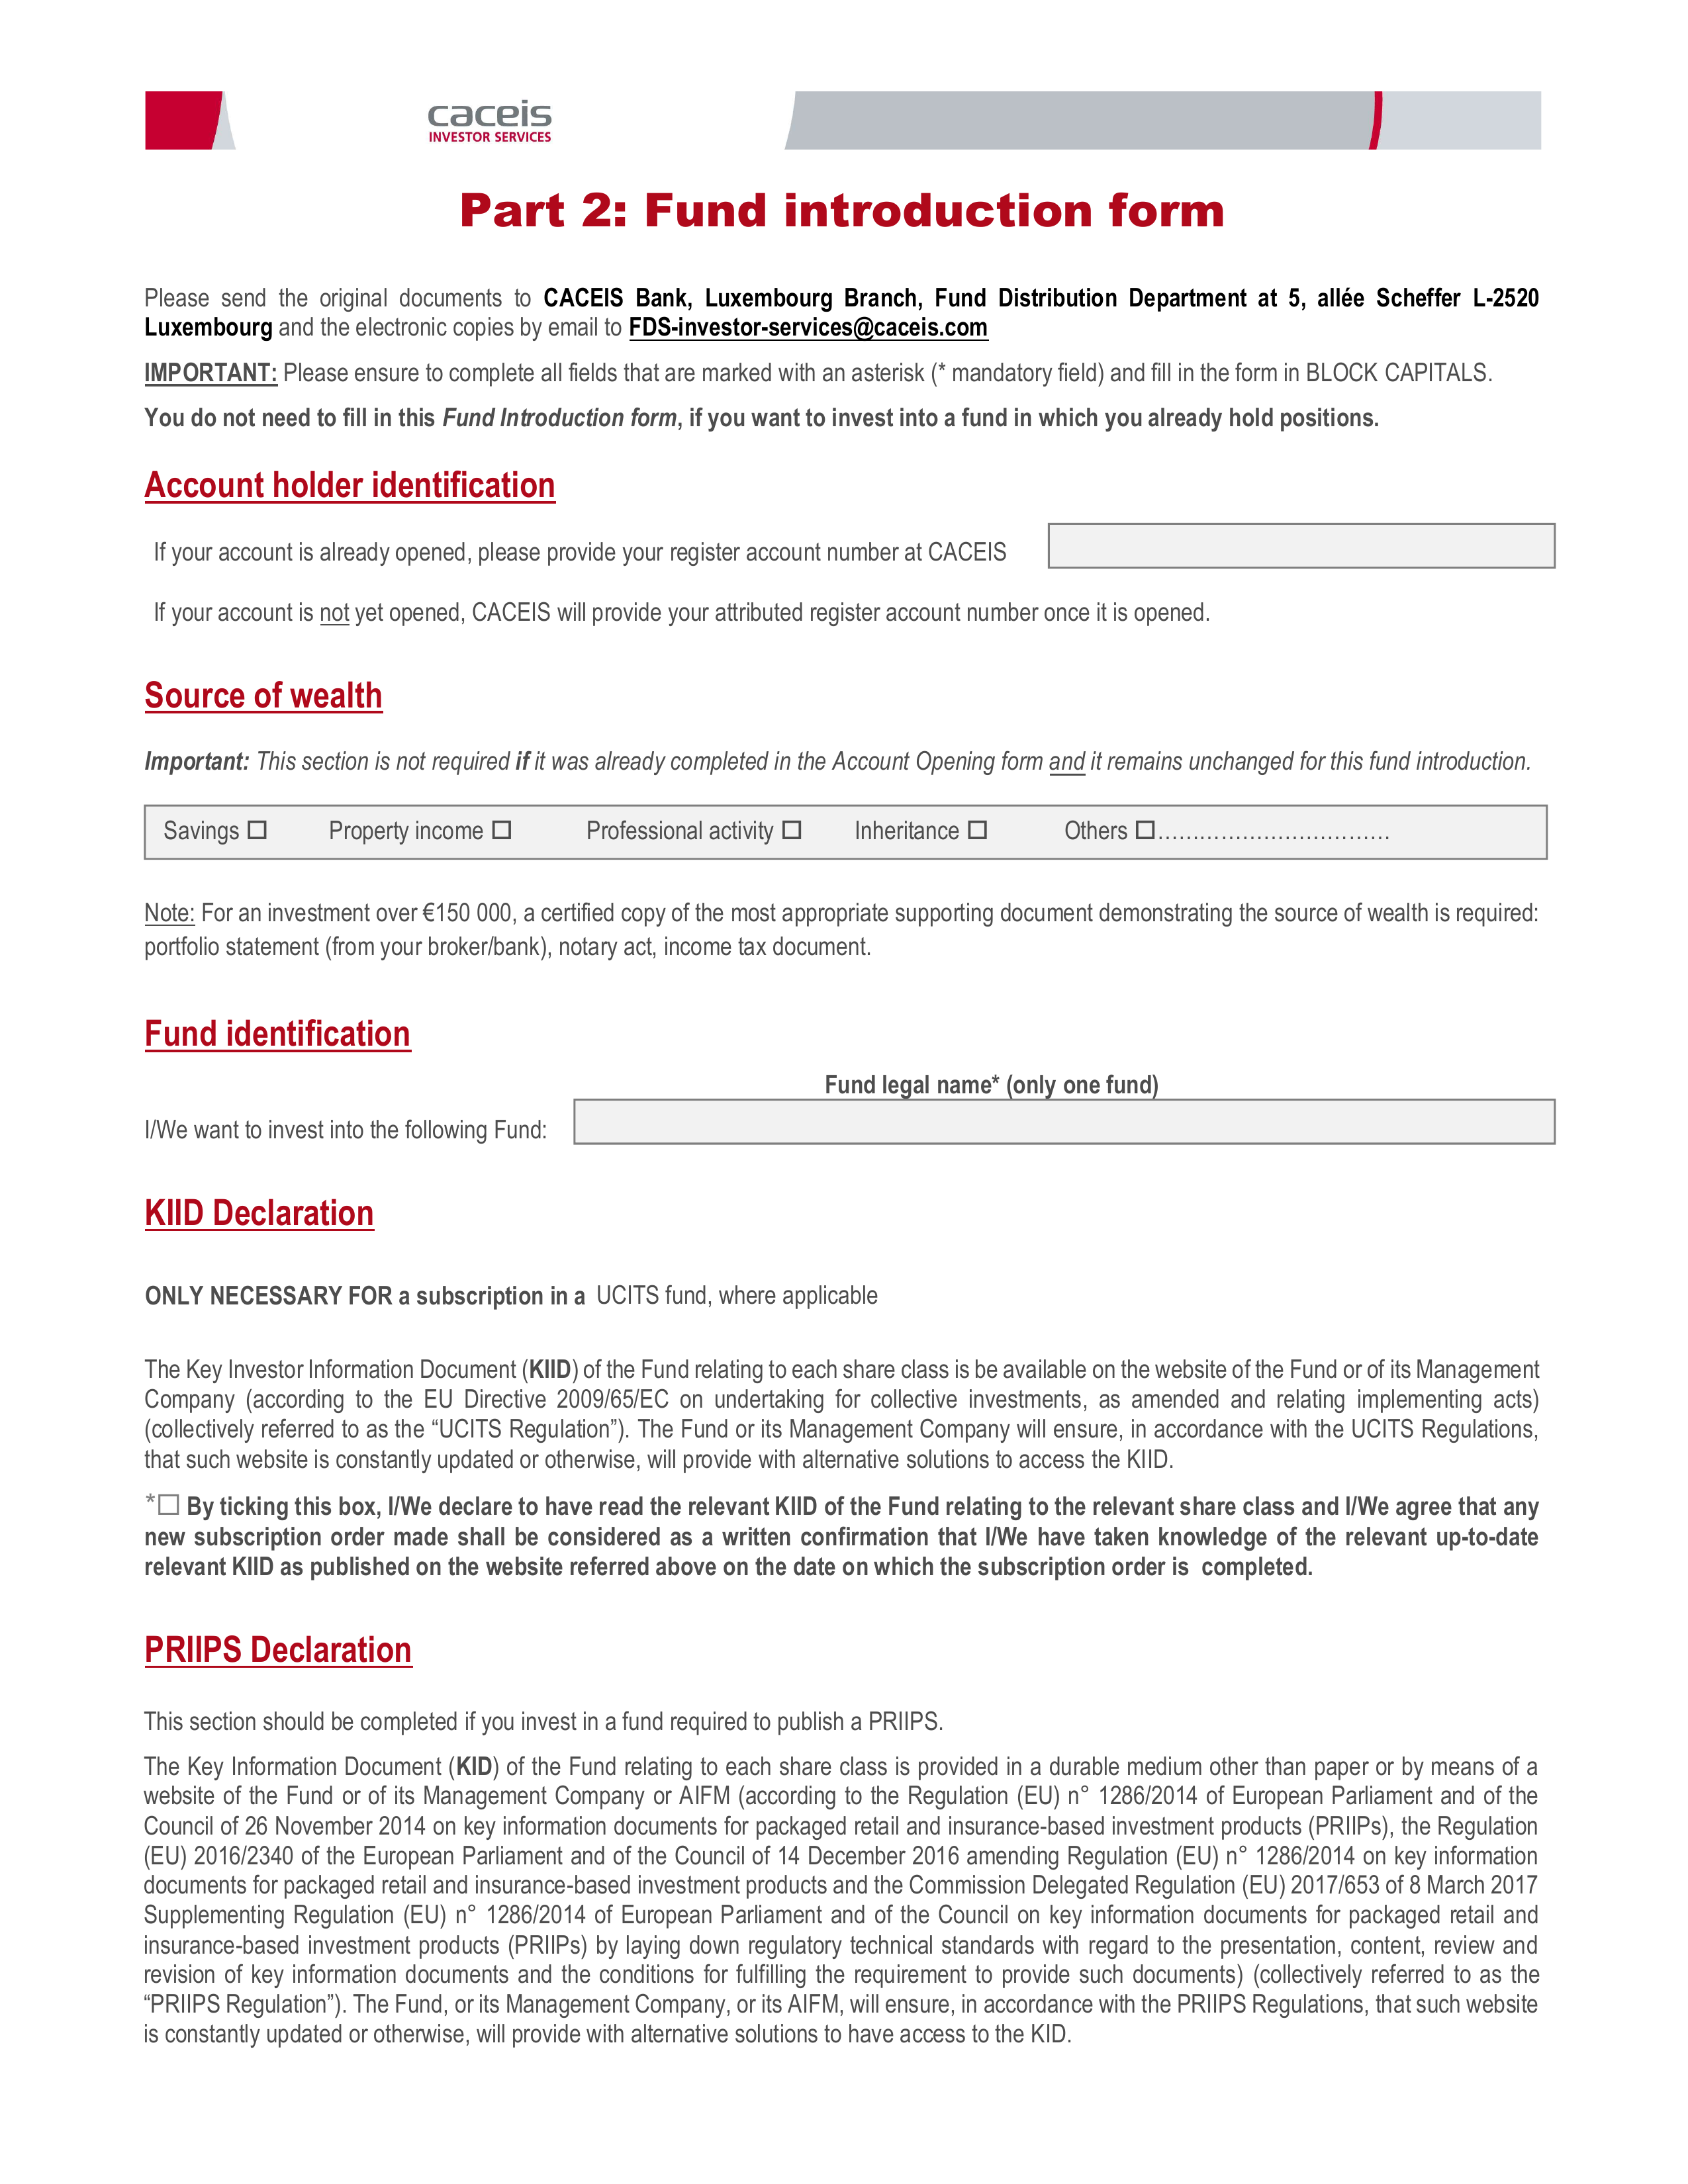 caceis
INVESTOR SERVICES
Part 2: Fund introduction form
Please send the original documents to CACEIS Bank, Luxembourg Branch, Fund Distribution Department at 5, allée Scheffer L-2520
Luxembourg and the electronic copies by email to FDS-investor-services@caceis.com
IMPORTANT: Please ensure to complete all fields that are marked with an asterisk (* mandatory field) and fill in the form in BLOCK CAPITALS.
You do not need to fill in this Fund Introduction form, if you want to invest into a fund in which you already hold positions.
Account holder identification
If your account is already opened, please provide your register account number at CACEIS
If your account is not yet opened, CACEIS will provide your attributed register account number once it is opened.
Source of wealth
Important: This section is not required if it was already completed in the Account Opening form and it remains unchanged for this fund introduction.
Savings ☐ Property income ☐ Professional activity ☐ Inheritance ☐ Others ☐.................................
Note: For an investment over €150 000, a certified copy of the most appropriate supporting document demonstrating the source of wealth is required:
portfolio statement (from your broker/bank), notary act, income tax document.
Fund identification
Fund legal name* (only one fund)
I/We want to invest into the following Fund:
KIID Declaration
ONLY NECESSARY FOR a subscription in a UCITS fund, where applicable
The Key Investor Information Document (KIID) of the Fund relating to each share class is be available on the website of the Fund or of its Management
Company (according to the EU Directive 2009/65/EC on undertaking for collective investments, as amended and relating implementing acts)
(collectively referred to as the “UCITS Regulation”). The Fund or its Management Company will ensure, in accordance with the UCITS Regulations,
that such website is constantly updated or otherwise, will provide with alternative solutions to access the KIID.
*☐ By ticking this box, I/We declare to have read the relevant KIID of the Fund relating to the relevant share class and I/We agree that any
new subscription order made shall be considered as a written confirmation that I/We have taken knowledge of the relevant up-to-date
relevant KIID as published on the website referred above on the date on which the subscription order is completed.
PRIIPS Declaration
This section should be completed if you invest in a fund required to publish a PRIIPS.
The Key Information Document (KID) of the Fund relating to each share class is provided in a durable medium other than paper or by means of a
website of the Fund or of its Management Company or AIFM (according to the Regulation (EU) n° 1286/2014 of European Parliament and of the
Council of 26 November 2014 on key information documents for packaged retail and insurance-based investment products (PRIIPs), the Regulation
(EU) 2016/2340 of the European Parliament and of the Council of 14 December 2016 amending Regulation (EU) n° 1286/2014 on key information
documents for packaged retail and insurance-based investment products and the Commission Delegated Regulation (EU) 2017/653 of 8 March 2017
Supplementing Regulation (EU) n° 1286/2014 of European Parliament and of the Council on key information documents for packaged retail and
insurance-based investment products (PRIIPs) by laying down regulatory technical standards with regard to the presentation, content, review and
revision of key information documents and the conditions for fulfilling the requirement to provide such documents) (collectively referred to as the
“PRIIPS Regulation”). The Fund, or its Management Company, or its AIFM, will ensure, in accordance with the PRIIPS Regulations, that such website
is constantly updated or otherwise, will provide with alternative solutions to have access to the KID.